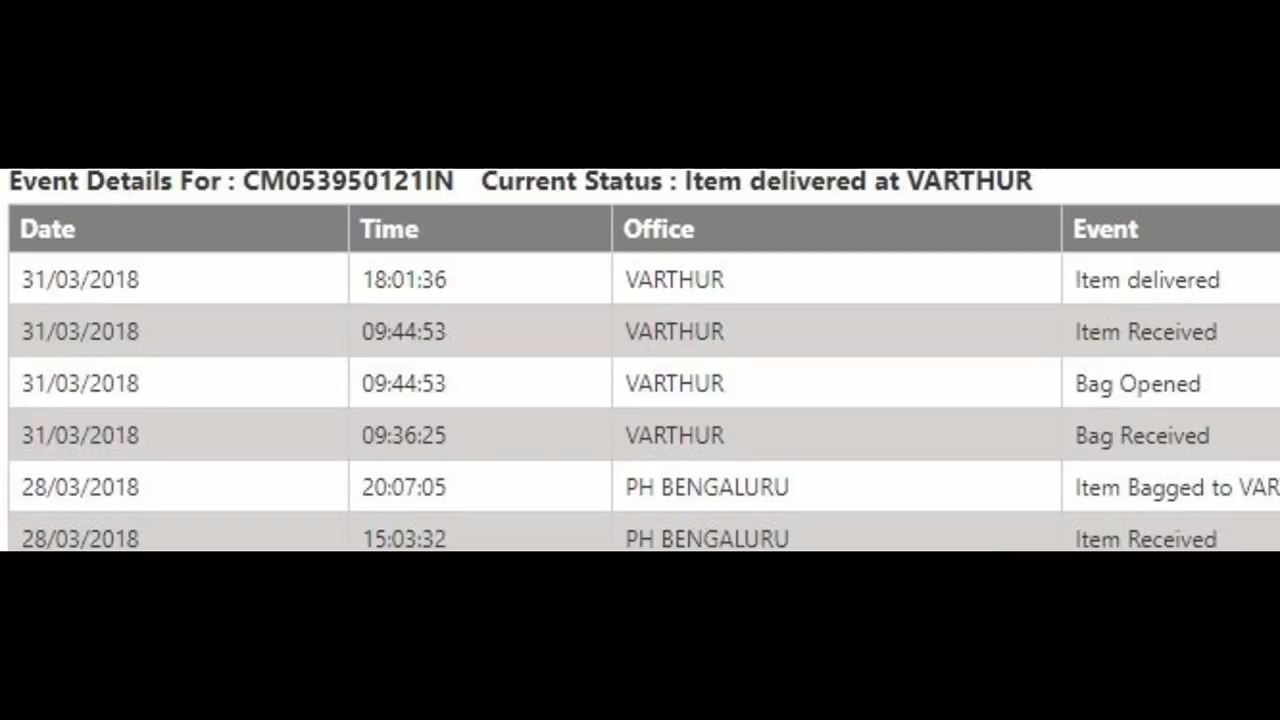 Event Details For : CM053950121IN Current Status : Item delivered at VARTHUR
Date Time Office Event
31/03/2018 18:01:36 VARTHUR Item delivered
31/03/2018 09:44:53 VARTHUR Item Received
31/03/2018 09:44:53 VARTHUR Bag Opened
31/03/2018 09:36:25 VARTHUR Bag Received
28/03/2018 20:07:05 PH BENGALURU Item Bagged to VAR
28/03/2018 15:03:32 PH BENGALURU Item Received